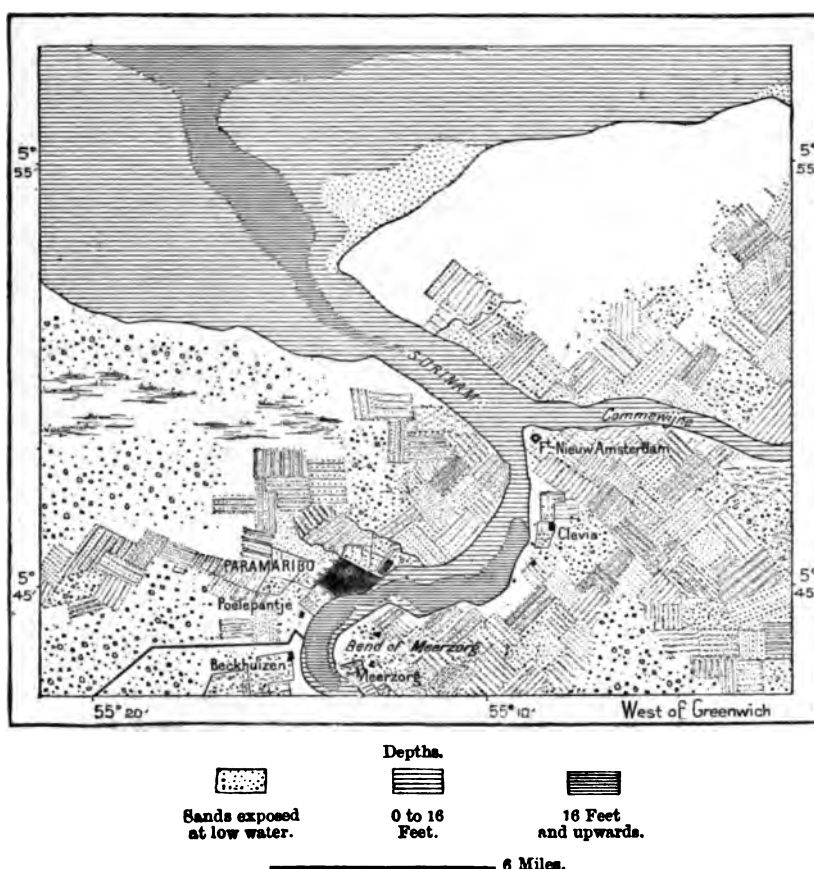 5°
55'
5°
55'
SURINAM
Commewijne
Ft. Nieuw Amsterdam
Clevia
PARAMARIBO
5°
45'
5°
45'
Poelepantje
Bend of Meerzorg
Beckhuizen
Meerzorg
55° 20'
55° 10'
West of Greenwich
Depths.
Sands exposed
at low water.
0 to 16
Feet.
16 Feet
and upwards.
6 Miles.